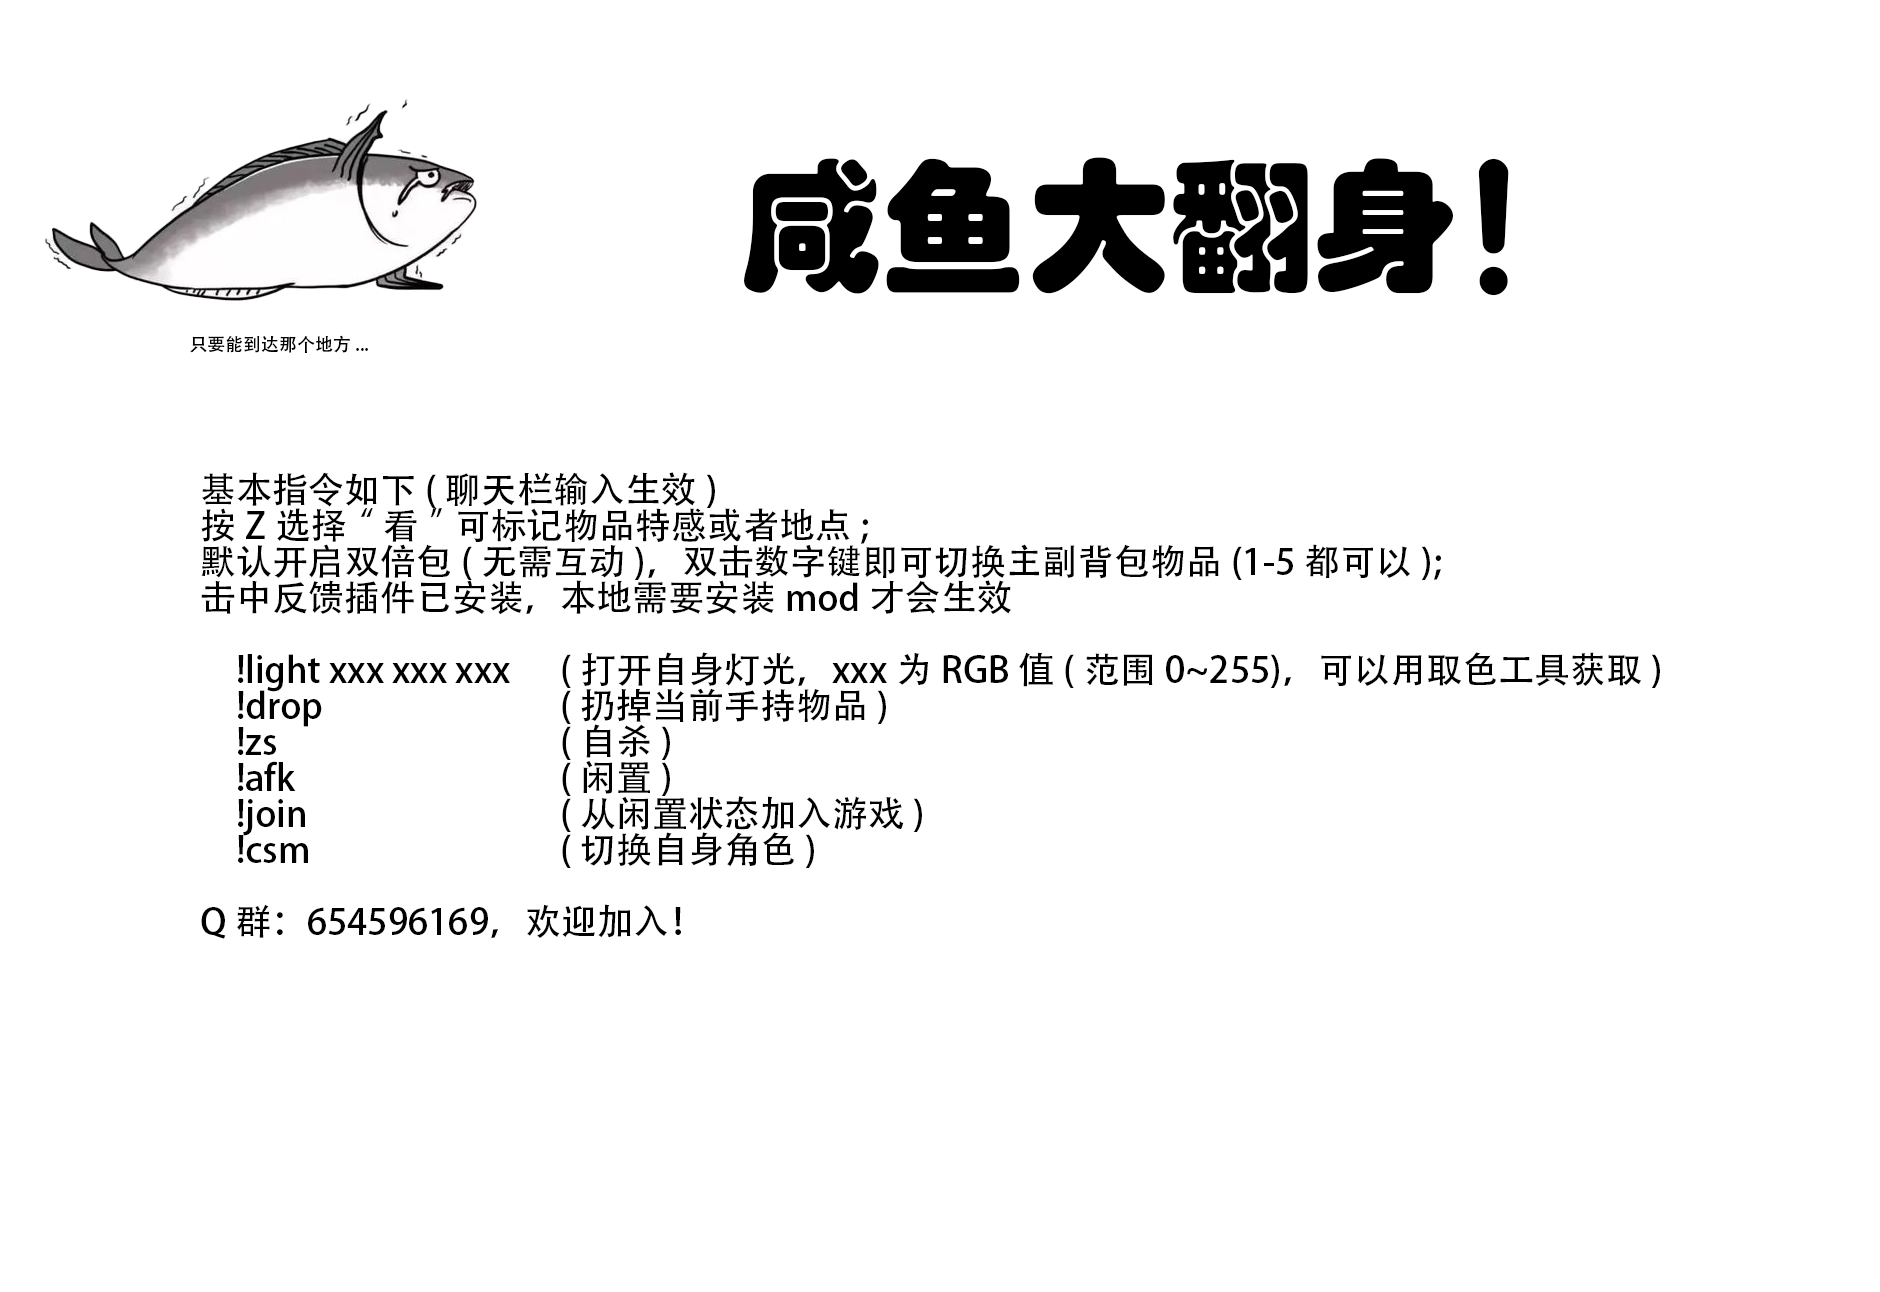 咸鱼大翻身！
只要能到达那个地方...
基本指令如下 ( 聊天栏输入生效 )
按 Z 选择 “ 看 ” 可标记物品特感或者地点 ;
默认开启双倍包 ( 无需互动 )，双击数字键即可切换主副背包物品 (1-5 都可以 );
击中反馈插件已安装，本地需要安装 mod 才会生效
!light xxx xxx xxx ( 打开自身灯光，xxx 为 RGB 值 ( 范围 0~255)，可以用取色工具获取 )
!drop ( 扔掉当前手持物品 )
!zs ( 自杀 )
!afk ( 闲置 )
!join ( 从闲置状态加入游戏 )
!csm ( 切换自身角色 )
Q 群：654596169，欢迎加入！